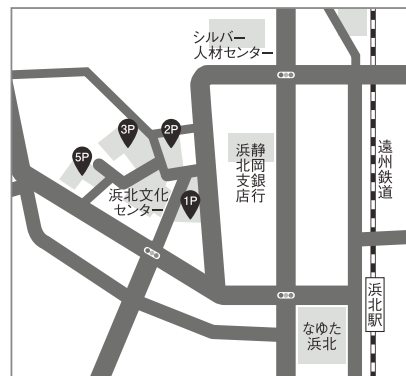 シルバー
人材センター
3P
2P
5P
1P
浜北文化
センター
静岡銀行
浜北支店
遠州鉄道
浜北駅
なゆた
浜北